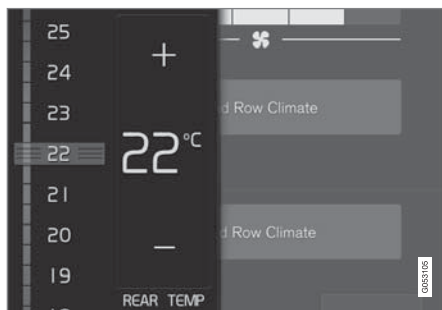 25
24
23
22
21
20
19
+
22°C
–
REAR TEMP
Row Climate
Row Climate
G053105